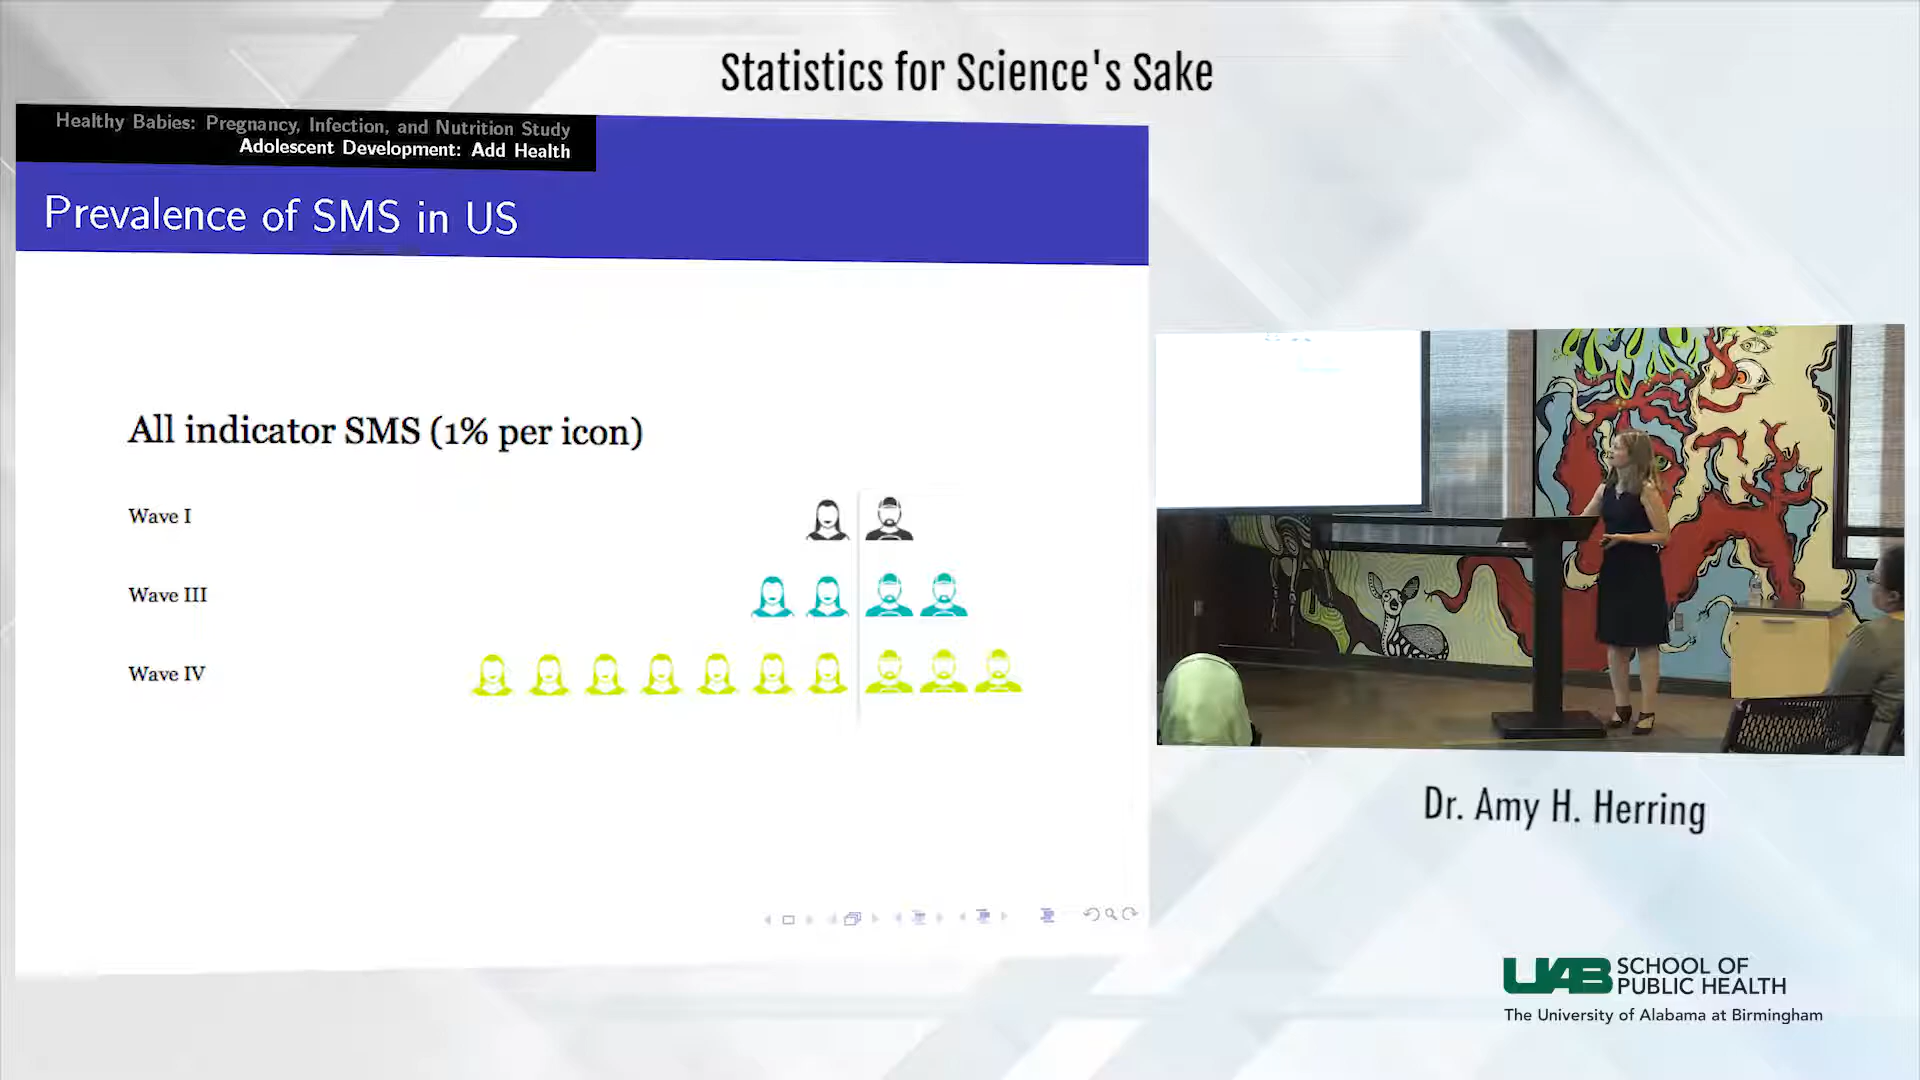 Statistics for Science's Sake
Healthy Babies: Pregnancy, Infection, and Nutrition Study
Adolescent Development: Add Health
Prevalence of SMS in US
All indicator SMS (1% per icon)
Wave I
Wave III
Wave IV
Dr. Amy H. Herring
UAB SCHOOL OF
PUBLIC HEALTH
The University of Alabama at Birmingham